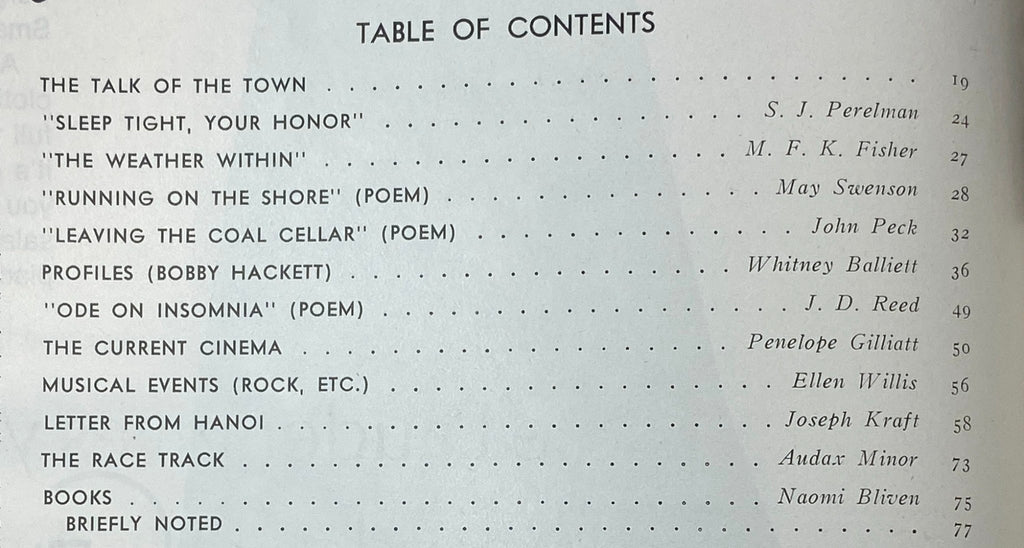 TABLE OF CONTENTS
THE TALK OF THE TOWN . . . . . . . . . . . . . . . . . . . . . . . . . 19
"SLEEP TIGHT, YOUR HONOR" . . . . . . . . . . . . . . . S. J. Perelman 24
"THE WEATHER WITHIN" . . . . . . . . . . . . . . . . . M. F. K. Fisher 27
"RUNNING ON THE SHORE" (POEM) . . . . . . . . . . . . . May Swenson 28
"LEAVING THE COAL CELLAR" (POEM) . . . . . . . . . . . . . John Peck 32
PROFILES (BOBBY HACKETT) . . . . . . . . . . . . . . . . Whitney Balliett 36
"ODE ON INSOMNIA" (POEM) . . . . . . . . . . . . . . . . . J. D. Reed 49
THE CURRENT CINEMA . . . . . . . . . . . . . . . . . . Penelope Gilliatt 50
MUSICAL EVENTS (ROCK, ETC.) . . . . . . . . . . . . . . . . Ellen Willis 56
LETTER FROM HANOI . . . . . . . . . . . . . . . . . . . . Joseph Kraft 58
THE RACE TRACK . . . . . . . . . . . . . . . . . . . . . Audax Minor 73
BOOKS . . . . . . . . . . . . . . . . . . . . . . . . . . Naomi Bliven 75
BRIEFLY NOTED . . . . . . . . . . . . . . . . . . . . . . . . . . . . 77